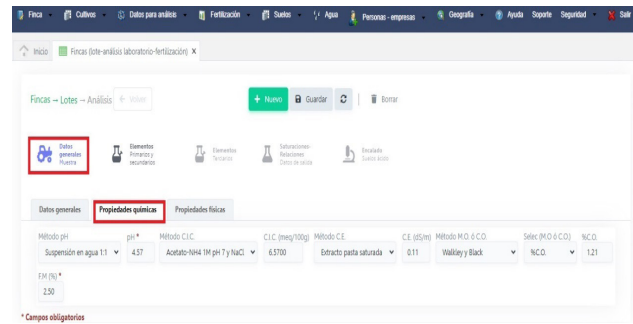 Finca Cultivos Datos para análisis Fertilización Suelos Agua Personas - empresas Geografía Ayuda Soporte Seguridad Salir
Inicio Fincas (lote-análisis laboratorio-fertilización) X
Fincas → Lotes → Análisis ← Volver + Nuevo Guardar Borrar
Datos generales Muestra
Elementos Primarios y secundarios
Elementos Terciarios
Saturaciones- Relaciones Datos de salida
Encalado Suelos ácido
Datos generales Propiedades químicas Propiedades físicas
Método pH pH * Método C.I.C. C.I.C. (meq/100g) Método C.E. C.E. (dS/m) Método M.O. ó C.O. Selec (M.O ó C.O.) %C.O.
Suspensión en agua 1:1 4.57 Acetato-NH4 1M pH 7 y NaCl 6.5700 Extracto pasta saturada 0.11 Walkley y Black %C.O. 1.21
F.M (%) *
2.50
* Campos obligatorios